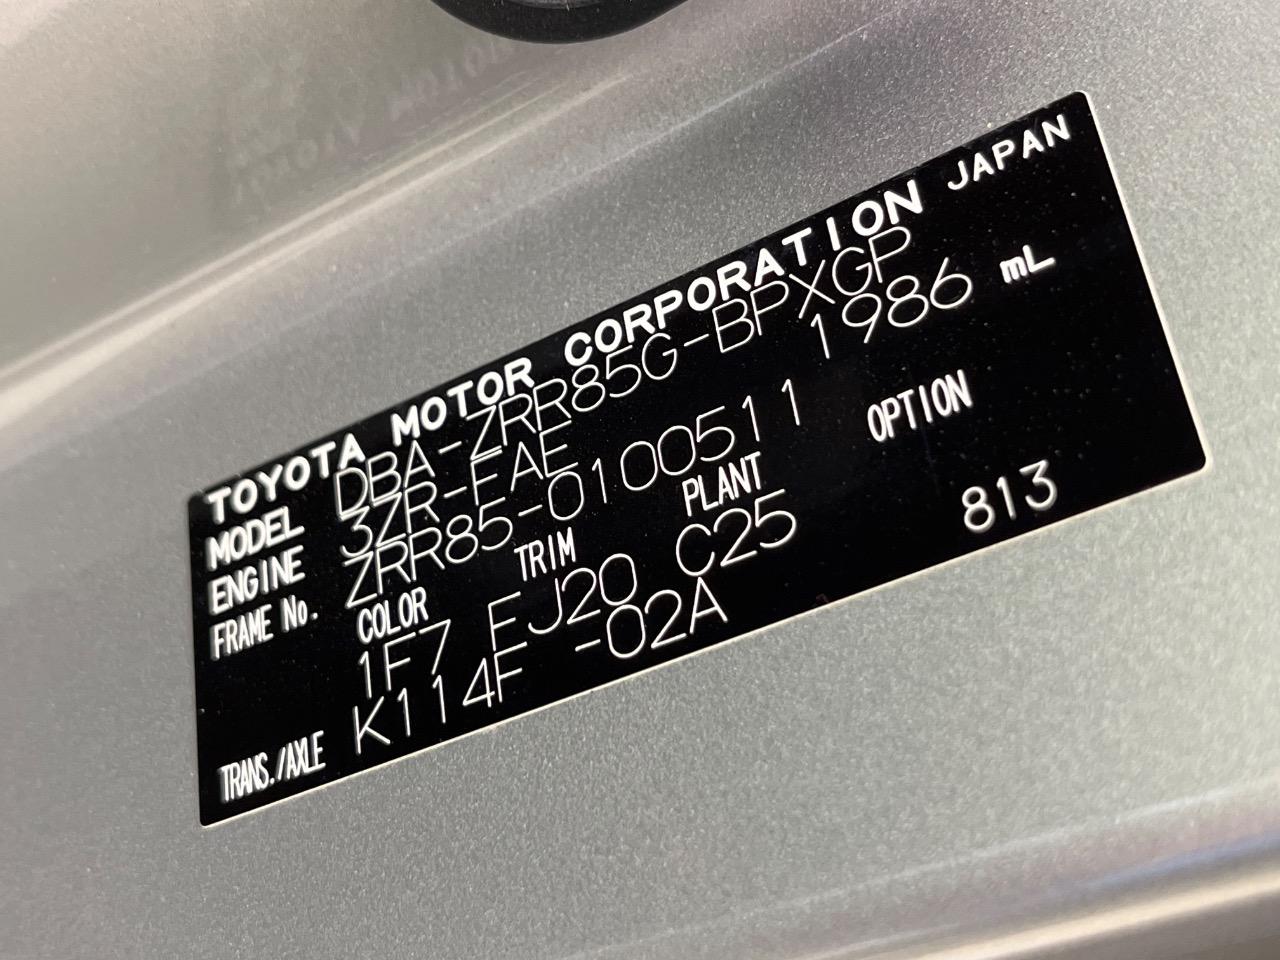 TOYOTA MOTOR CORPORATION JAPAN
MODEL DBA-ZRR85G-BPXGP
ENGINE 3ZR-FAE 1986 mL
FRAME No. ZRR85-0100511
COLOR TRIM PLANT OPTION
1F7 FJ20 C25 813
TRANS./AXLE K114F -02A